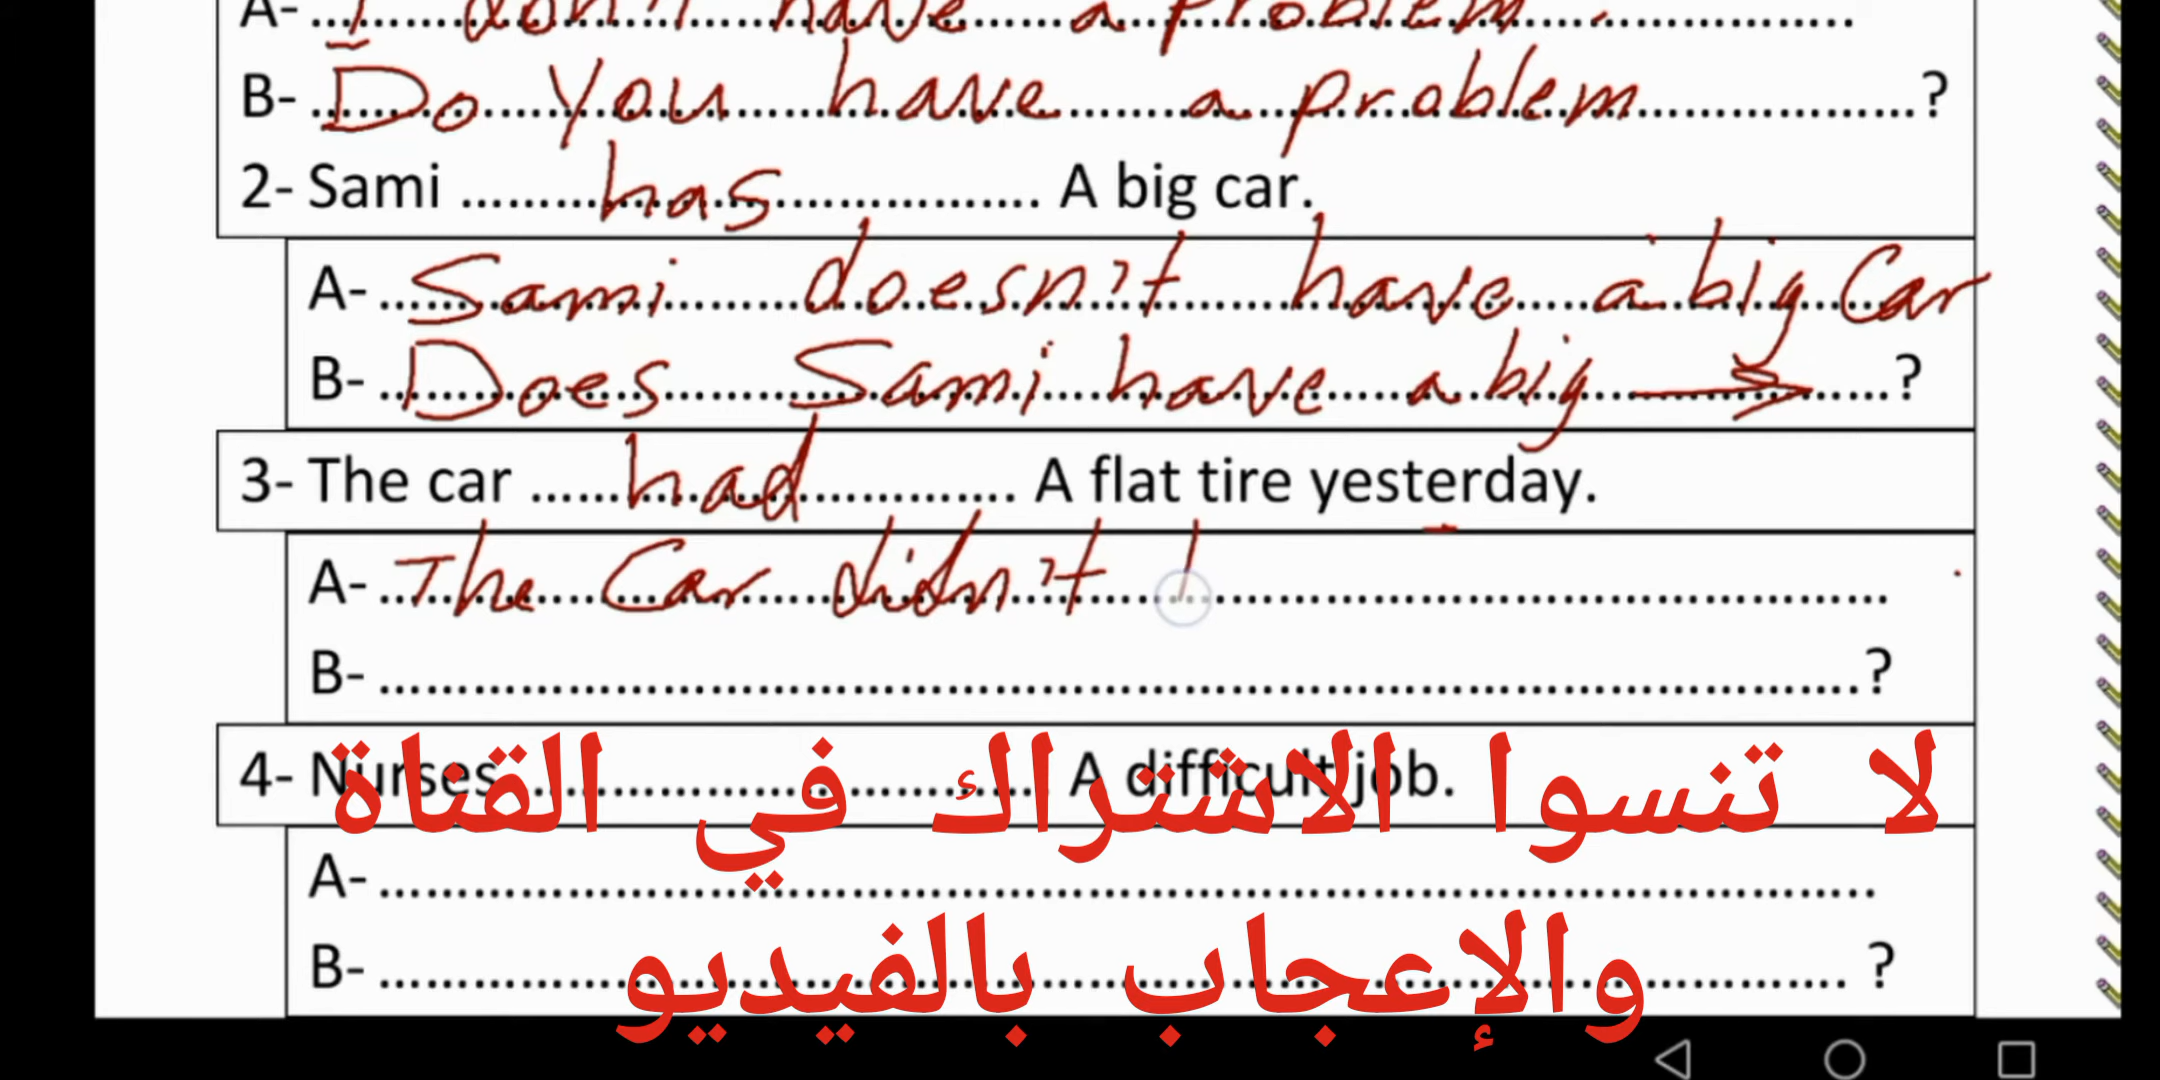 A- I don't have a problem.
B- Do you have a problem ?
2- Sami has A big car.
A- Sami doesn't have a big Car
B- Does Sami have a big → ?
3- The car had A flat tire yesterday.
A- The Car didn't
B- ?
4- Nurses A difficult job.
لا تنسوا الاشتراك في القناة
A-
والإعجاب بالفيديو
B- ?